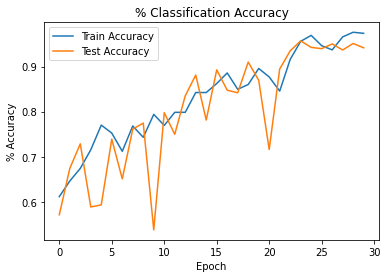 % Classification Accuracy
Train Accuracy
Test Accuracy
% Accuracy
0.9
0.8
0.7
0.6
0 5 10 15 20 25 30
Epoch